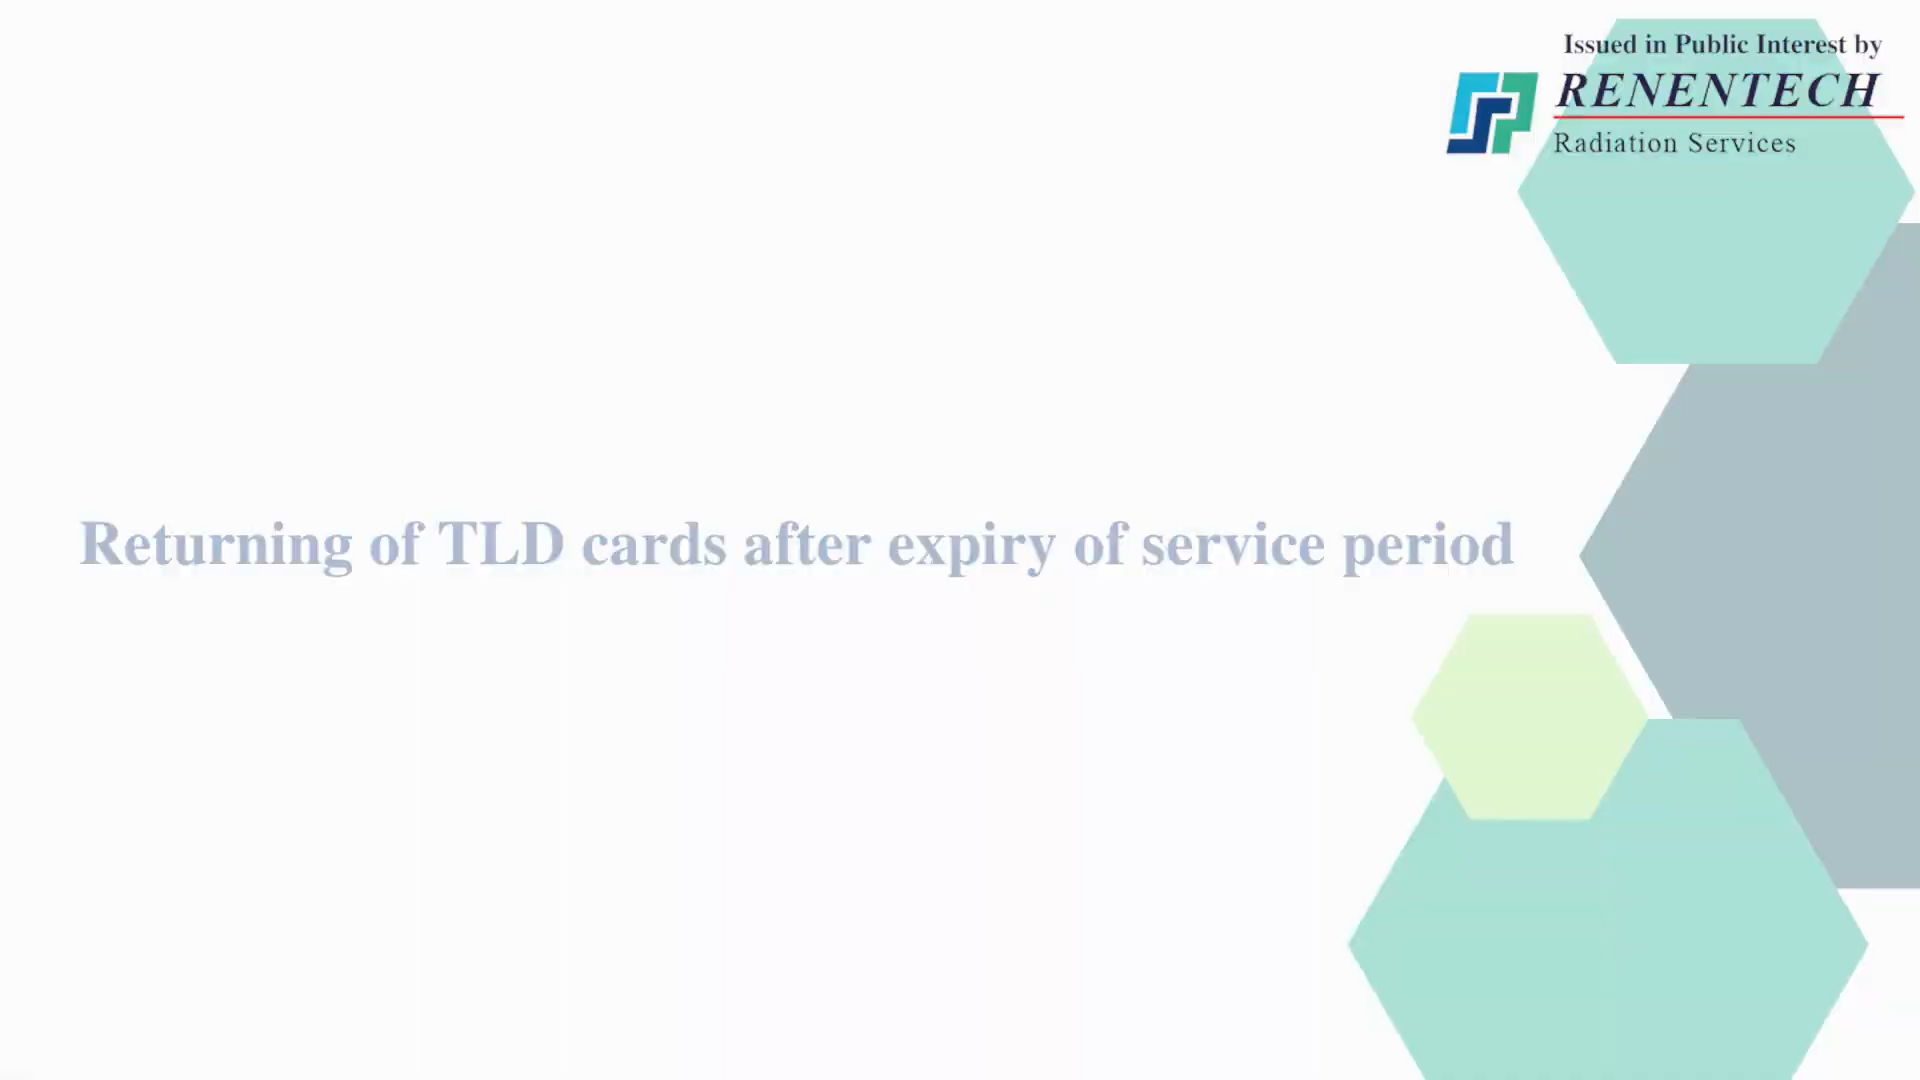 Issued in Public Interest by
RENENTECH
Radiation Services
Returning of TLD cards after expiry of service period